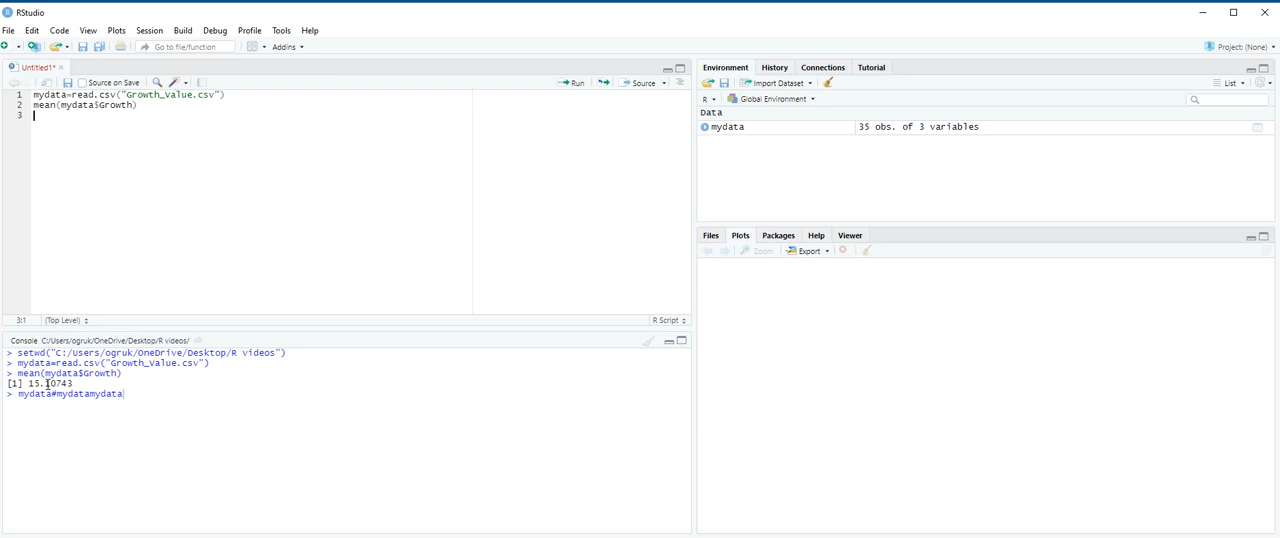 RStudio
File Edit View Plots Session Build Debug Profile Tools Help
Go to file/function Addins Project: (None)
Untitled1* Environment History Connections Tutorial
Source on Save Run Source Import Dataset List
1 mydata=read.csv("Growth_Value.csv") R Global Environment
2 mean(mydata$Growth) Data
3 mydata 35 obs. of 3 variables
Files Plots Packages Help Viewer
Zoom Export
3:1 (Top Level) R Script
Console C:/Users/ogruk/OneDrive/Desktop/R videos/
> setwd("C:/Users/ogruk/OneDrive/Desktop/R videos")
> mydata=read.csv("Growth_Value.csv")
> mean(mydata$Growth)
[1] 15.10743
> mydata#mydatamydata